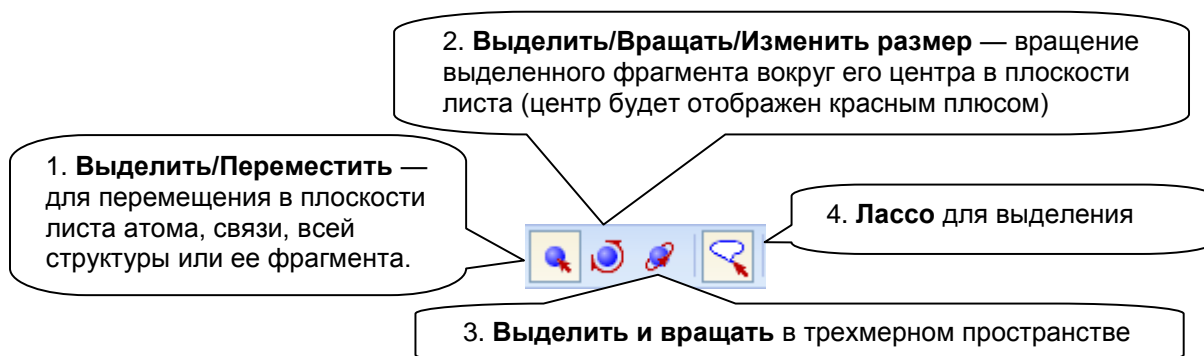 2. Выделить/Вращать/Изменить размер — вращение
выделенного фрагмента вокруг его центра в плоскости
листа (центр будет отображен красным плюсом)
1. Выделить/Переместить —
для перемещения в плоскости
листа атома, связи, всей
структуры или ее фрагмента.
4. Лассо для выделения
3. Выделить и вращать в трехмерном пространстве